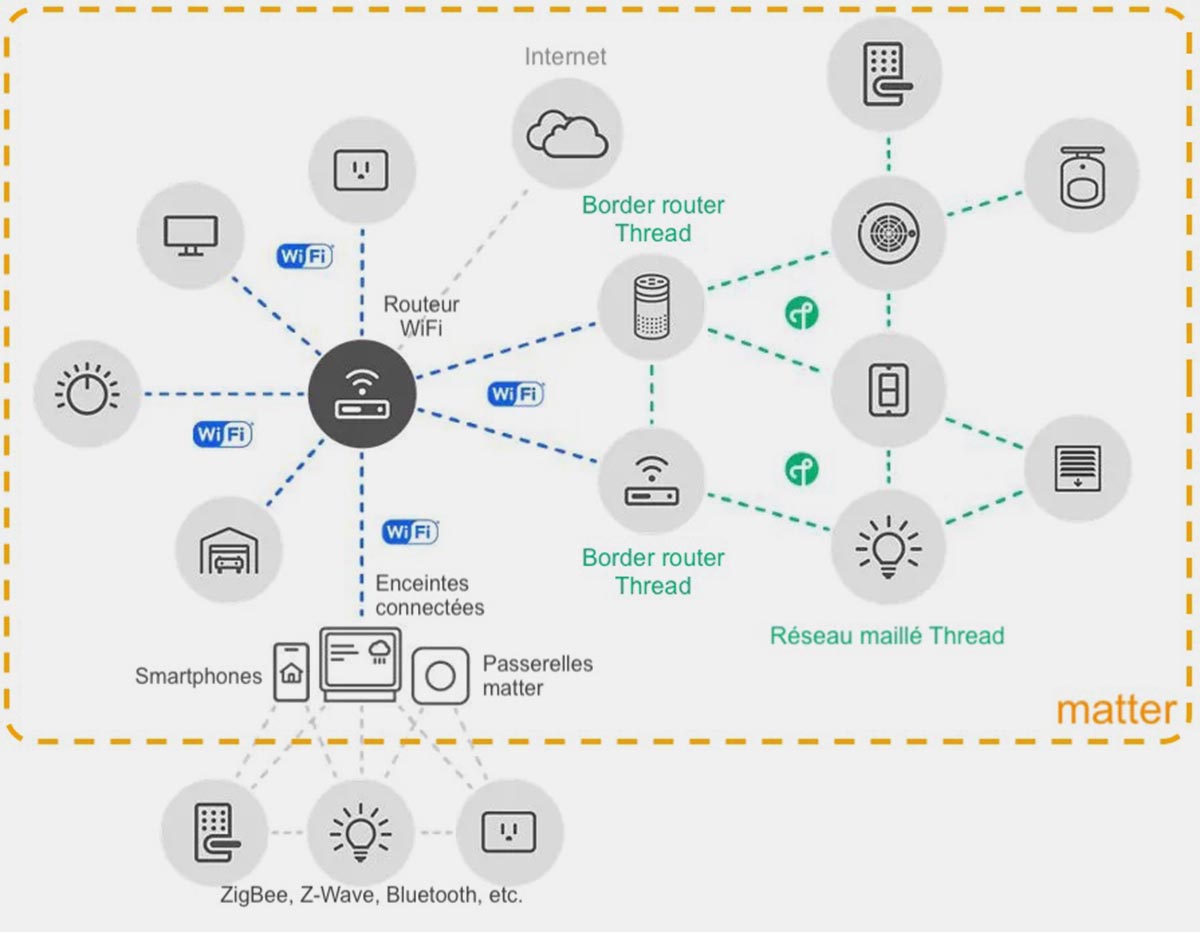 Internet
Border router
Thread
WiFi
Routeur
WiFi
WiFi
WiFi
WiFi
Enceintes
connectées
Border router
Thread
Réseau maillé Thread
Smartphones
Passerelles
matter
matter
ZigBee, Z-Wave, Bluetooth, etc.